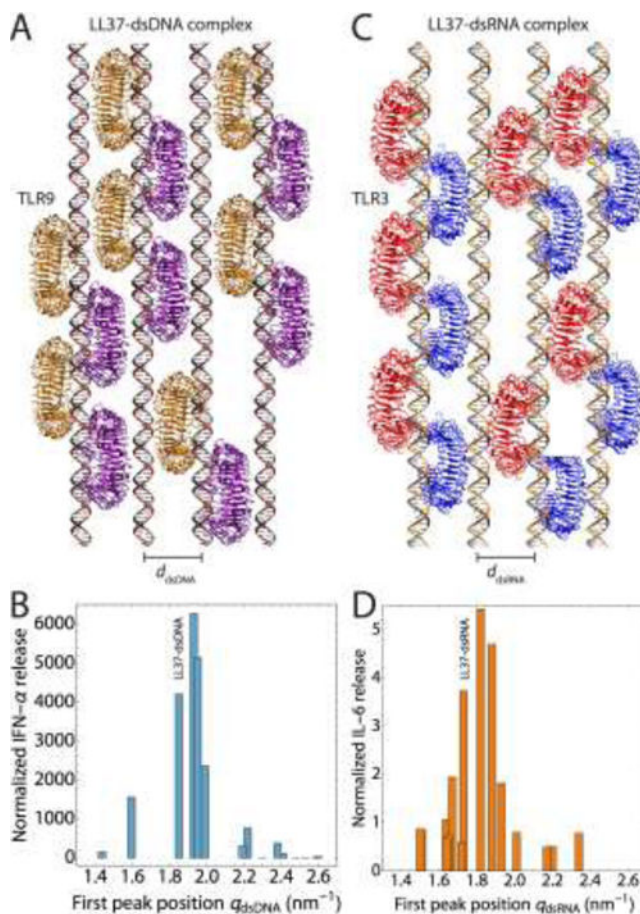 A
LL37-dsDNA complex
TLR9
d dsDNA
C
LL37-dsRNA complex
TLR3
d dsRNA
B
Normalized IFN-α release
6000
5000
4000
3000
2000
1000
0
LL37-dsDNA
1.4 1.6 1.8 2.0 2.2 2.4 2.6
First peak position q dsDNA (nm⁻¹)
D
Normalized IL-6 release
5
4
3
2
1
0
LL37-dsRNA
1.4 1.6 1.8 2.0 2.2 2.4 2.6
First peak position q dsRNA (nm⁻¹)